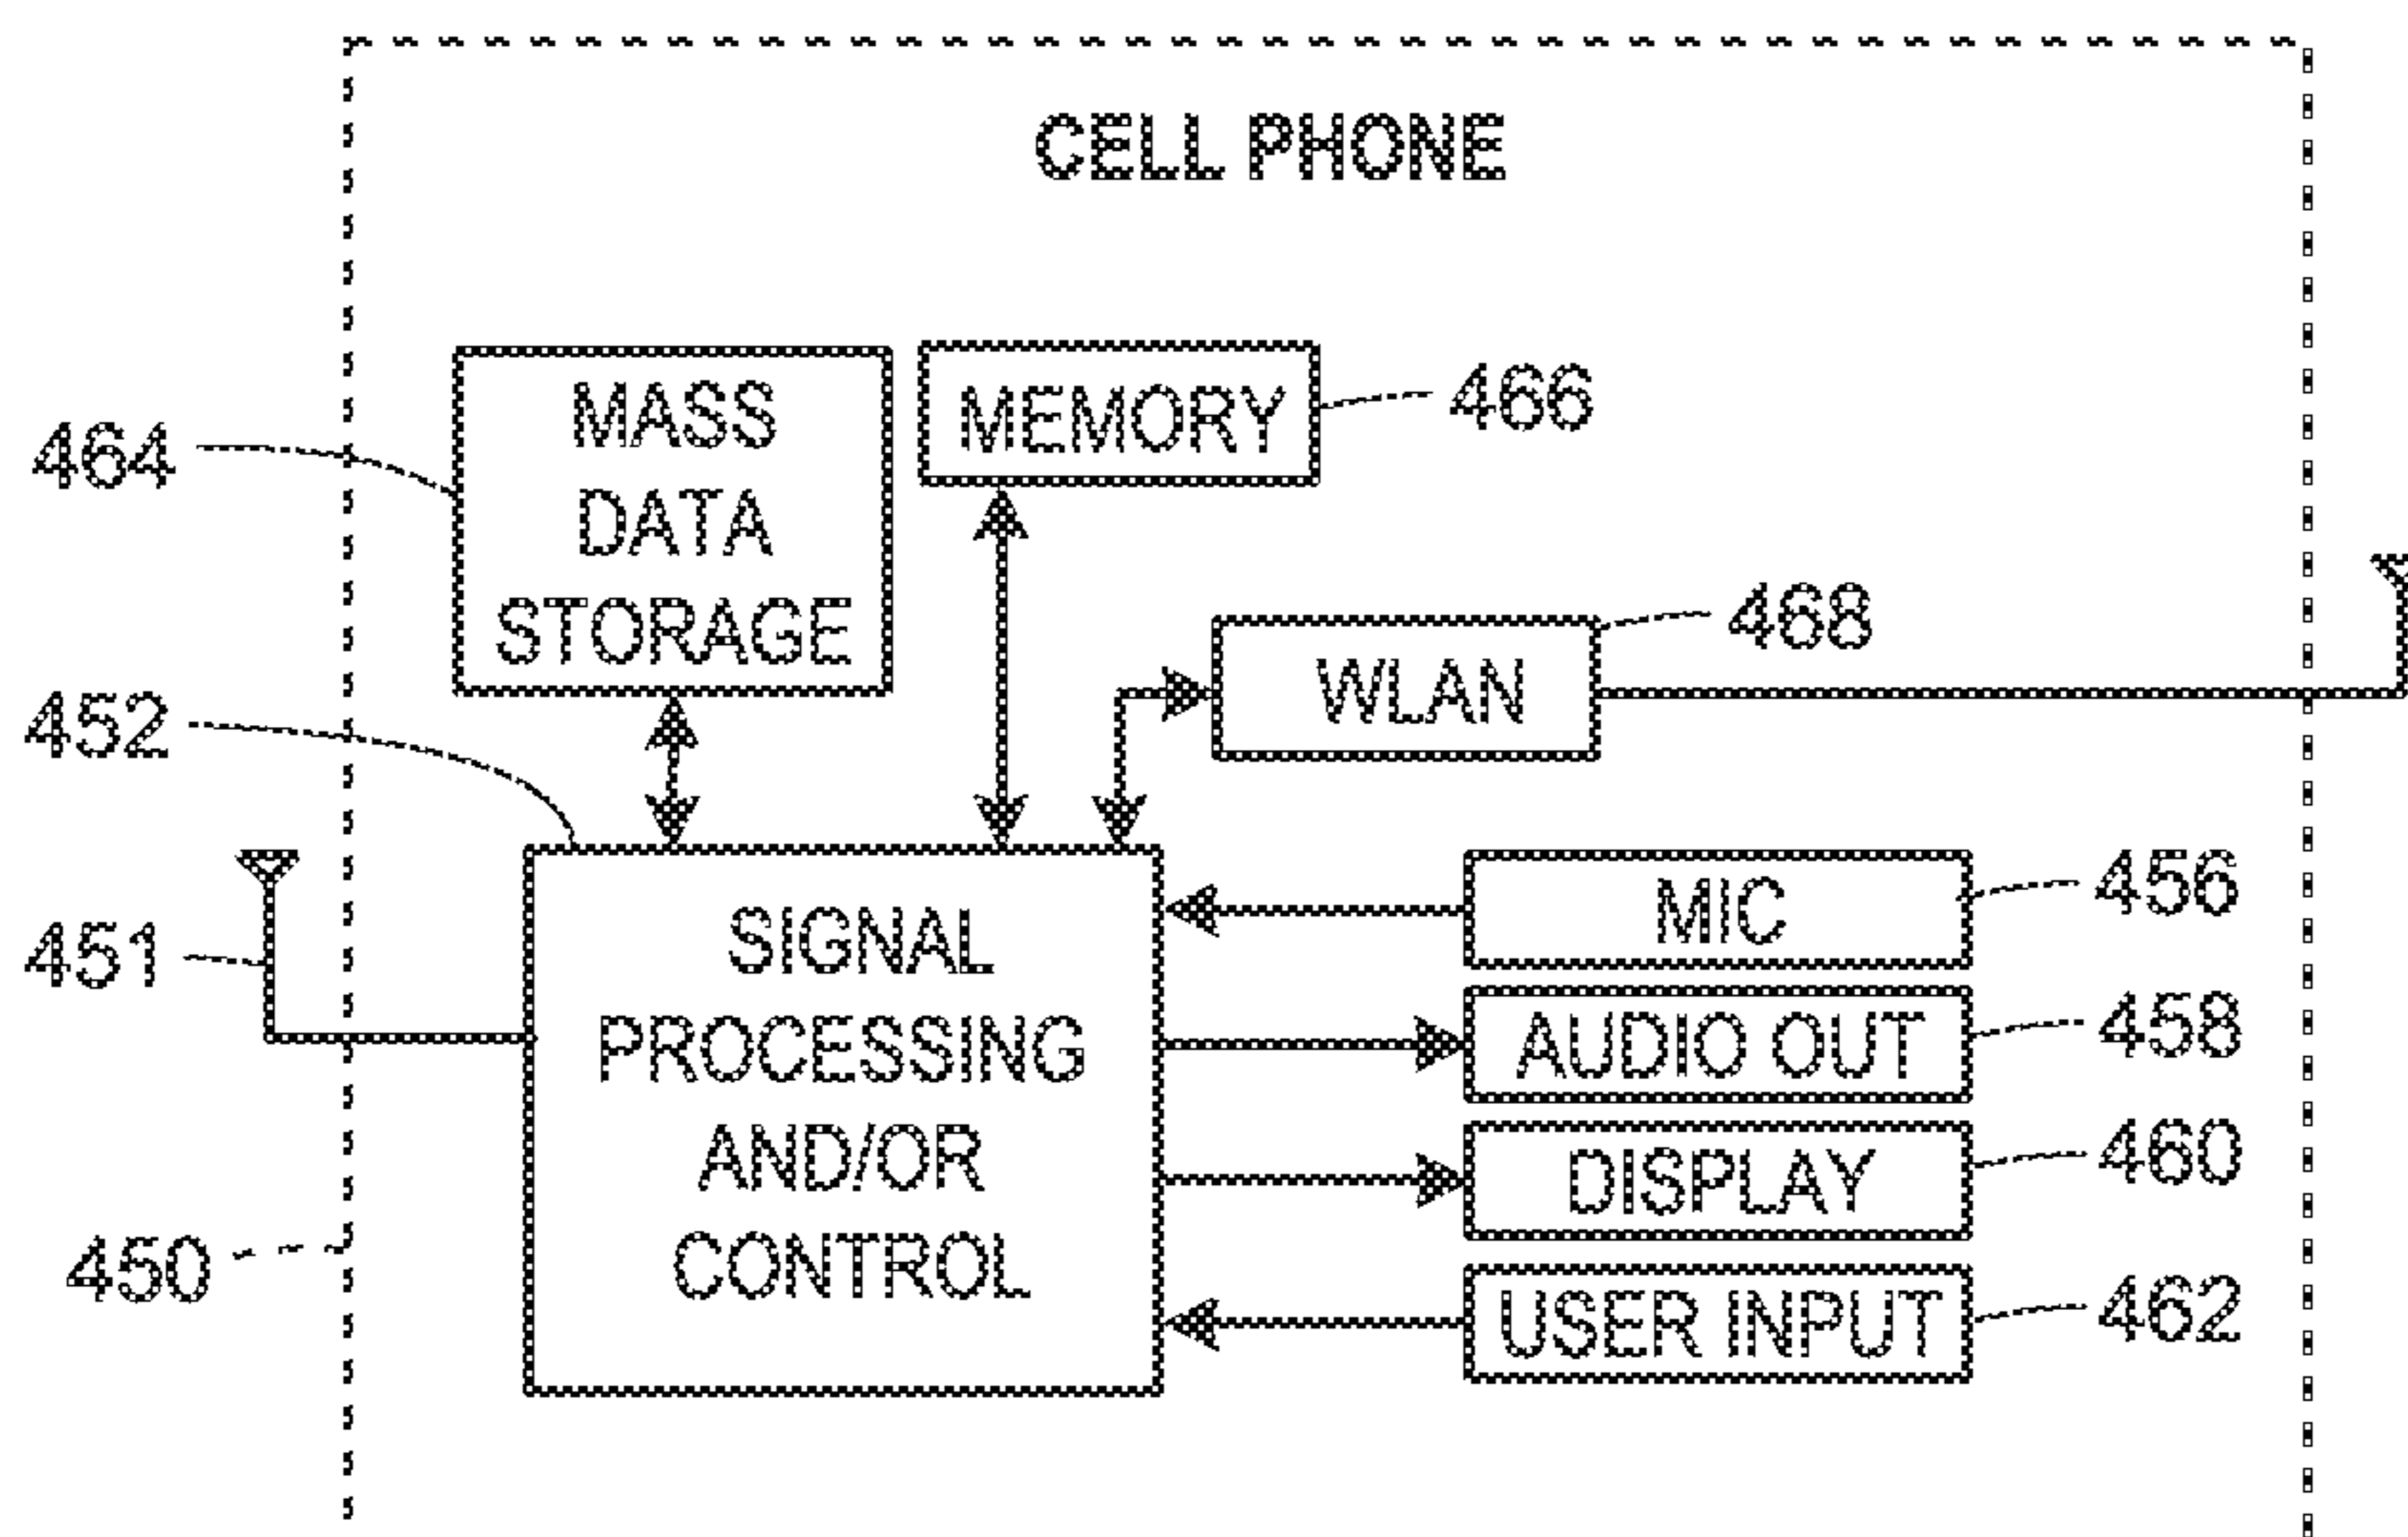 CELL PHONE
MASS
DATA
STORAGE
464
MEMORY
466
WLAN
468
452
451
450
SIGNAL
PROCESSING
AND/OR
CONTROL
MIC
456
AUDIO OUT
458
DISPLAY
460
USER INPUT
462